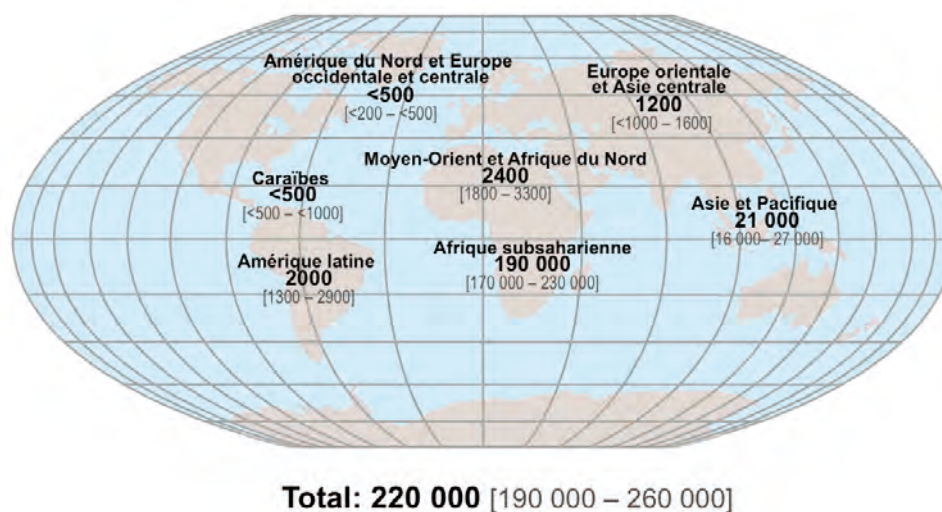 Amérique du Nord et Europe
occidentale et centrale
<500
[<200 – <500]
Europe orientale
et Asie centrale
1200
[<1000 – 1600]
Moyen-Orient et Afrique du Nord
2400
[1800 – 3300]
Caraïbes
<500
[<500 – <1000]
Asie et Pacifique
21 000
[16 000– 27 000]
Afrique subsaharienne
190 000
[170 000 – 230 000]
Amérique latine
2000
[1300 – 2900]
Total: 220 000 [190 000 – 260 000]